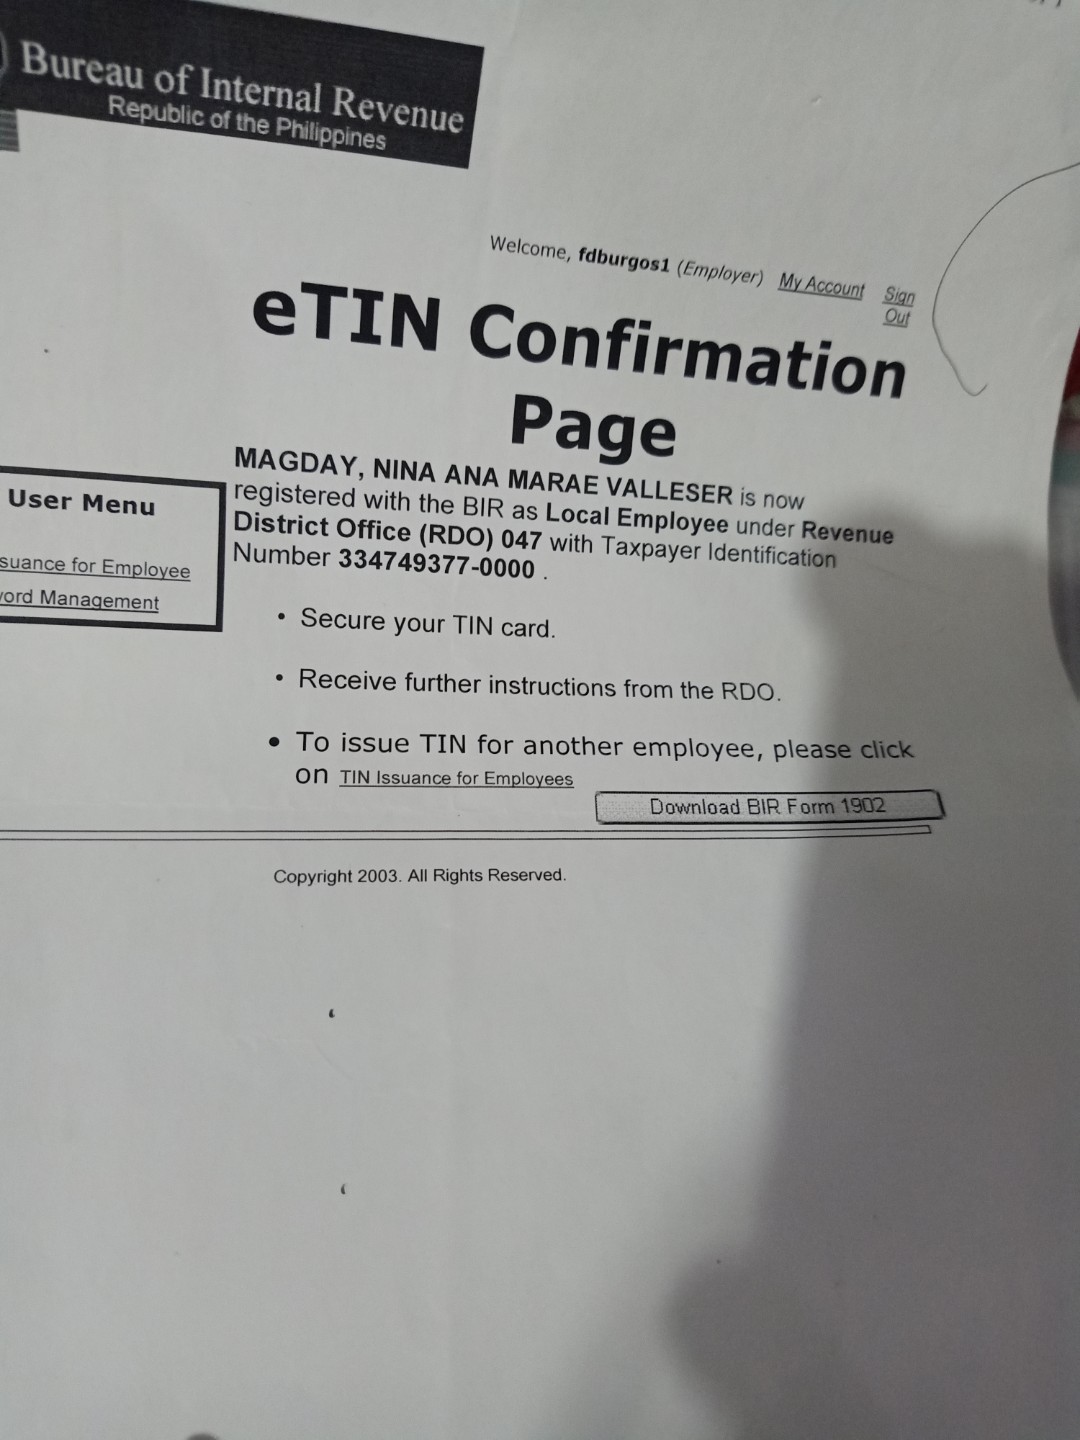 Bureau of Internal Revenue
Republic of the Philippines
Welcome, fdburgos1 (Employer) My Account Sign
Out
eTIN Confirmation
Page
MAGDAY, NINA ANA MARAE VALLESER is now
registered with the BIR as Local Employee under Revenue
District Office (RDO) 047 with Taxpayer Identification
Number 334749377-0000 .
User Menu
suance for Employee
ord Management
• Secure your TIN card.
• Receive further instructions from the RDO.
• To issue TIN for another employee, please click
on TIN Issuance for Employees
Download BIR Form 1902
Copyright 2003. All Rights Reserved.